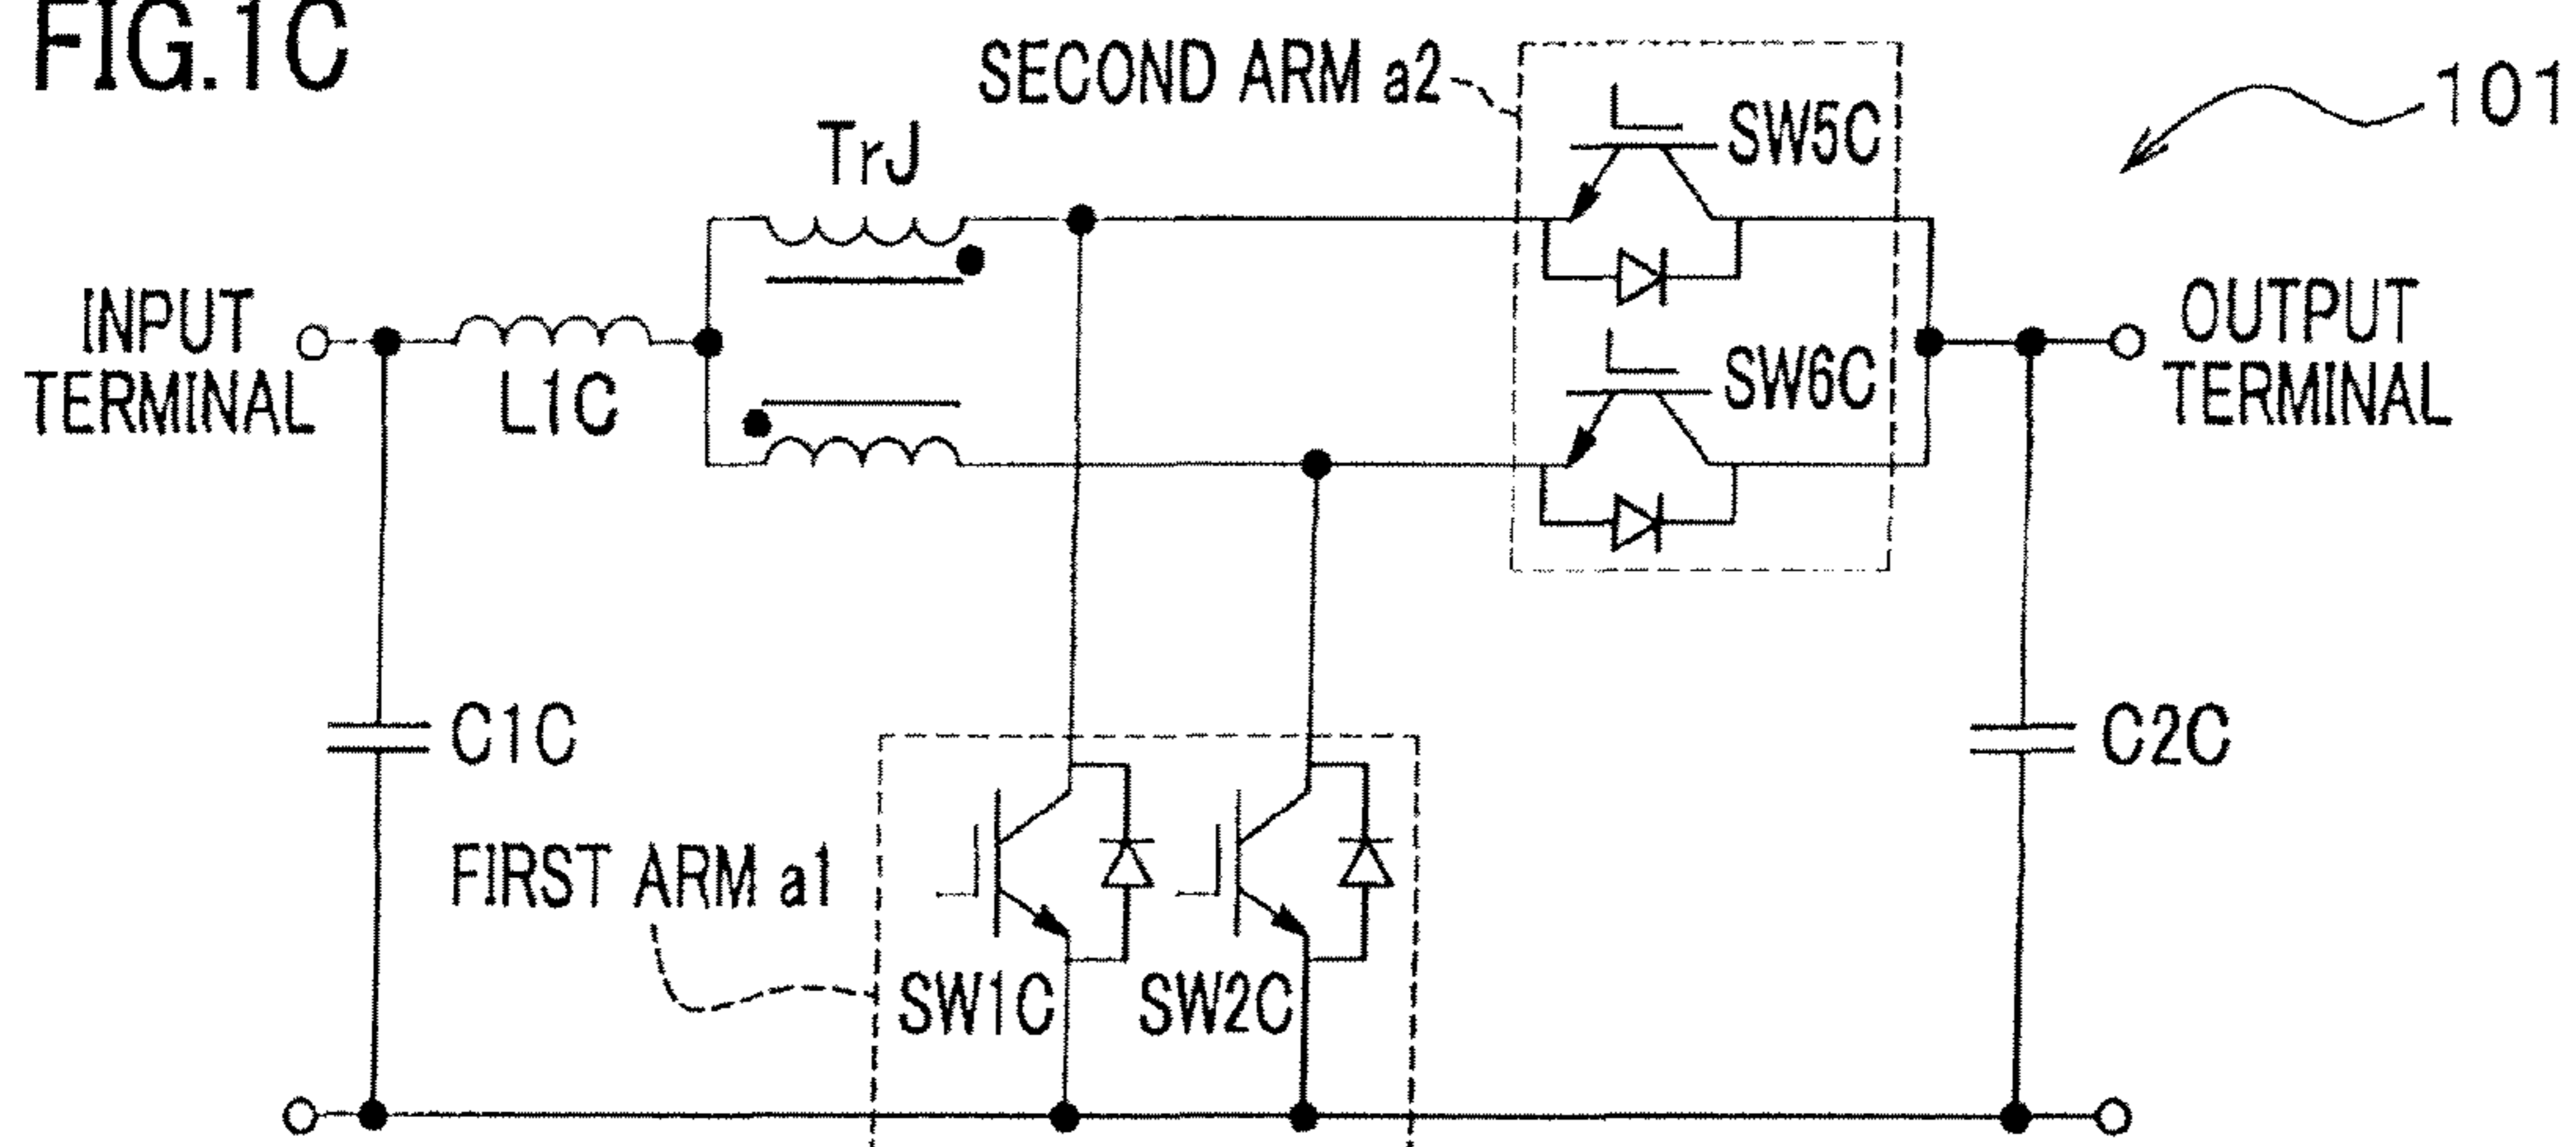 FIG.1C
SECOND ARM a2
101
TrJ
SW5C
INPUT
TERMINAL
L1C
SW6C
OUTPUT
TERMINAL
C1C
C2C
FIRST ARM a1
SW1C
SW2C